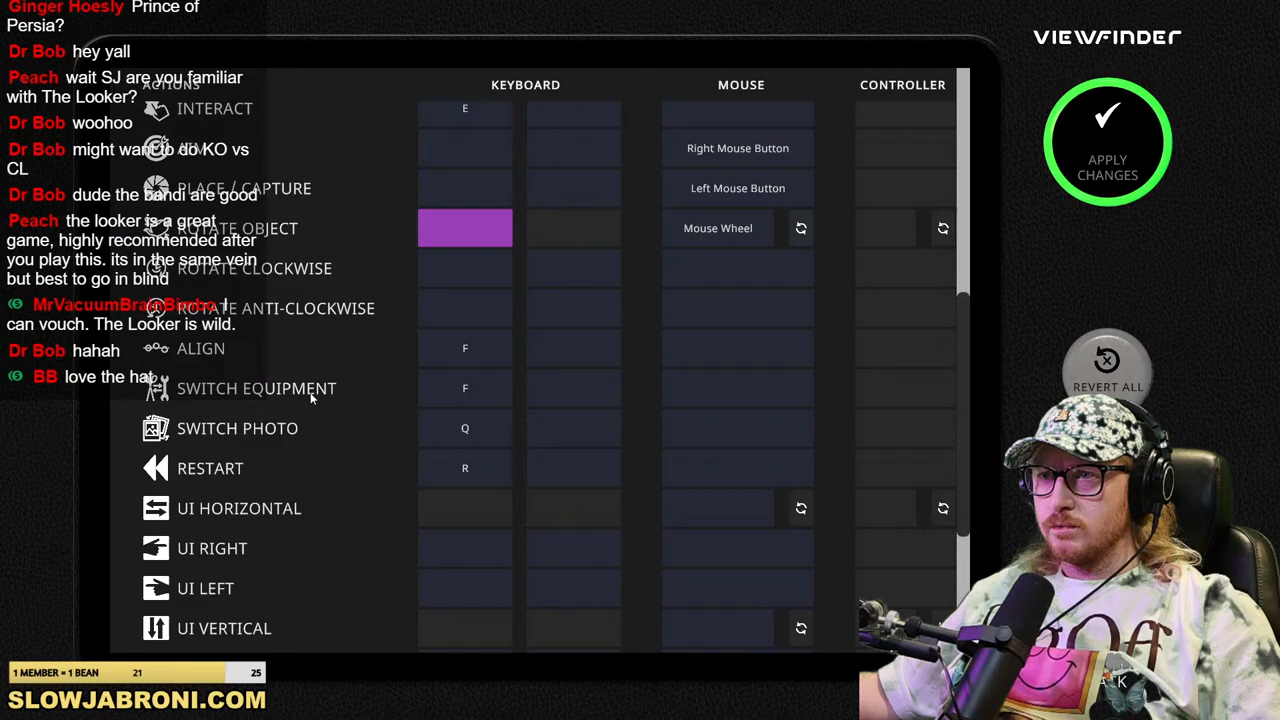 Ginger Hoesly Prince of
Persia?
Dr Bob hey yall
Peach wait SJ are you familiar
with The Looker?
Dr Bob woohoo
Dr Bob might want to do KO vs
CL
Dr Bob dude the bandi are good
Peach the looker is a great
game, highly recommended after
you play this. its in the same vein
but best to go in blind
MrVacuumBrainBimbo I
can vouch. The Looker is wild.
Dr Bob hahah
BB love the hat
ACTIONS KEYBOARD MOUSE CONTROLLER
INTERACT E
Right Mouse Button
PLACE / CAPTURE Left Mouse Button
ROTATE OBJECT Mouse Wheel
ROTATE CLOCKWISE
ROTATE ANTI-CLOCKWISE
ALIGN F
SWITCH EQUIPMENT F
SWITCH PHOTO Q
RESTART R
UI HORIZONTAL
UI RIGHT
UI LEFT
UI VERTICAL
VIEWFINDER
APPLY
CHANGES
REVERT ALL
1 MEMBER = 1 BEAN 21 25
SLOWJABRONI.COM